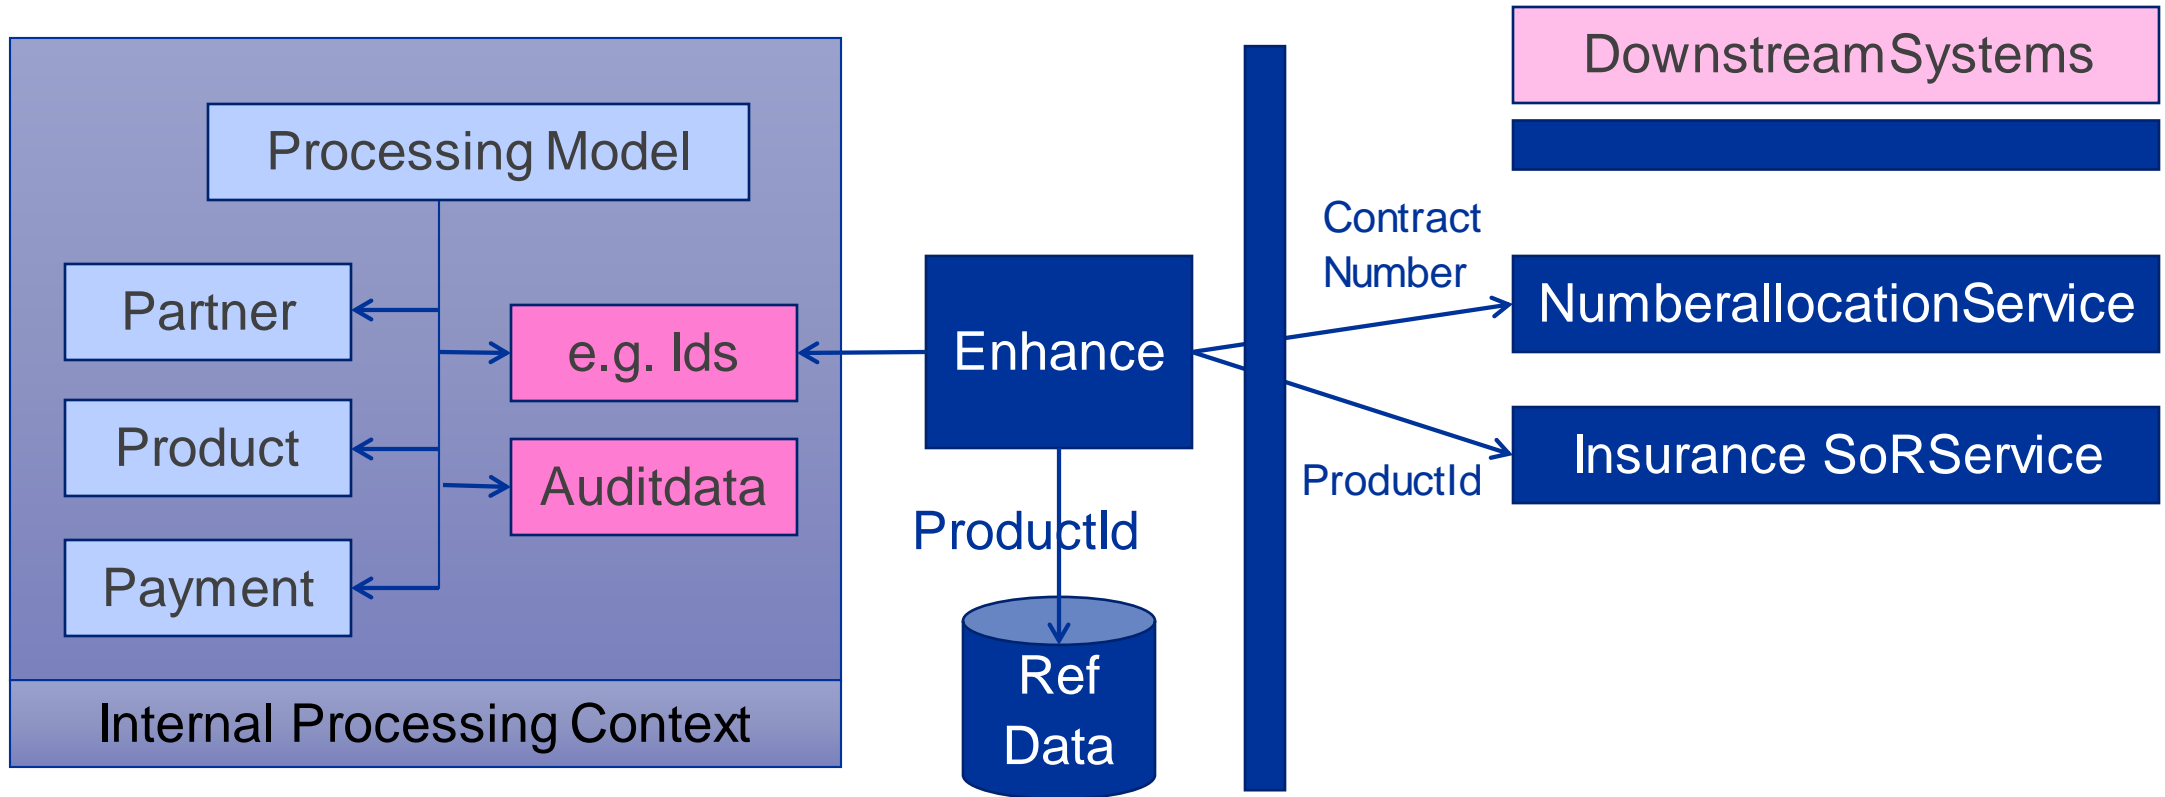 DownstreamSystems
Processing Model
Contract
Number
Partner
NumberallocationService
e.g. Ids
Enhance
Product
Insurance SoRService
Auditdata
ProductId
ProductId
Payment
Ref
Data
Internal Processing Context